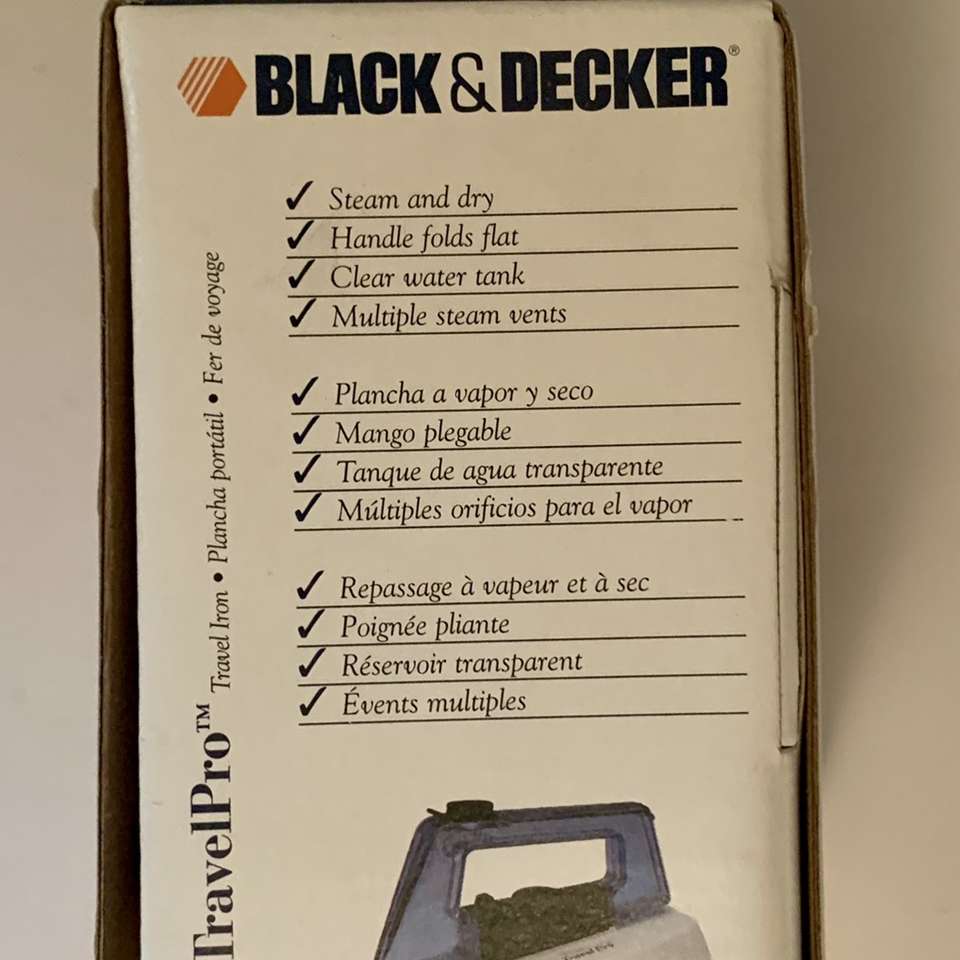 BLACK & DECKER®
✓ Steam and dry
✓ Handle folds flat
✓ Clear water tank
✓ Multiple steam vents
✓ Plancha a vapor y seco
✓ Mango plegable
✓ Tanque de agua transparente
✓ Múltiples orificios para el vapor
✓ Repassage à vapeur et à sec
✓ Poignée pliante
✓ Réservoir transparent
✓ Évents multiples
TravelPro™ Travel Iron • Plancha portátil • Fer de voyage
Travel Pro